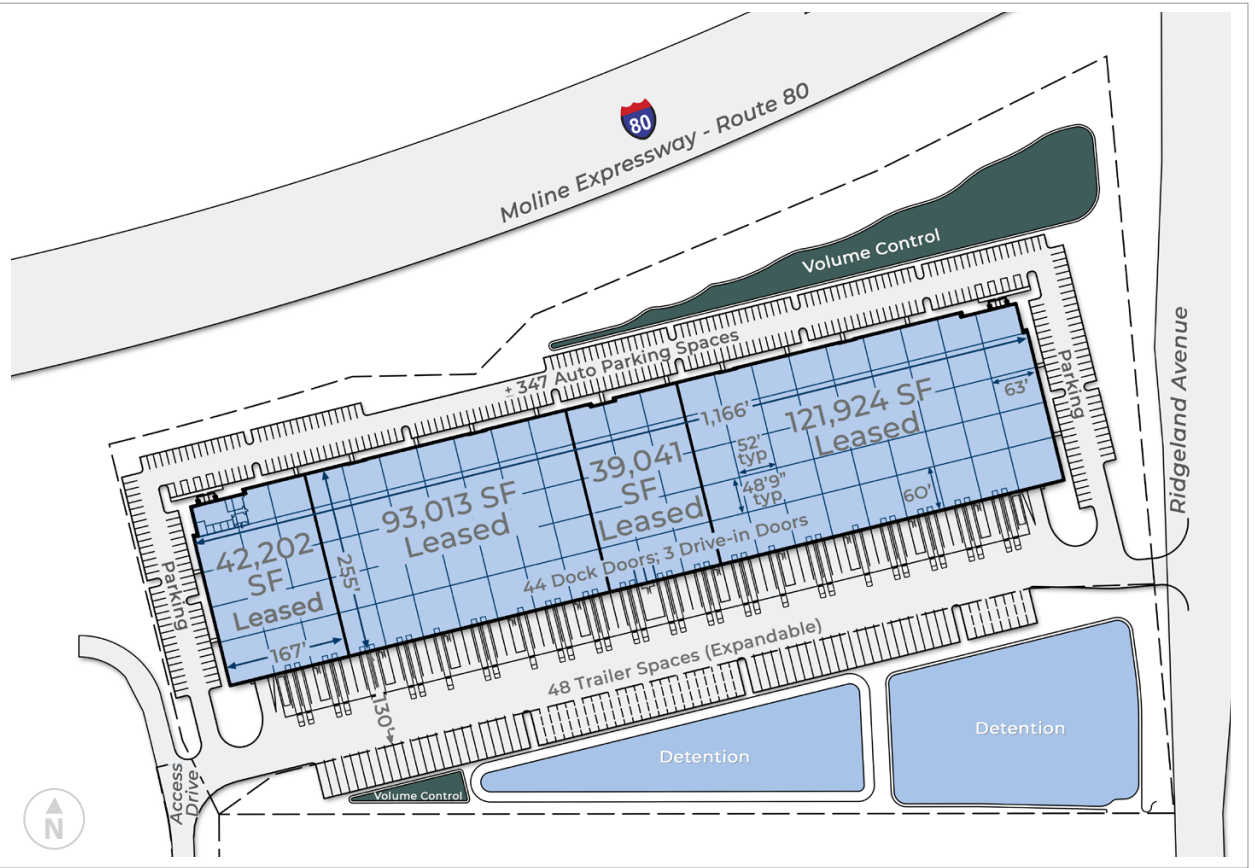 80
Moline Expressway - Route 80
Volume Control
± 347 Auto Parking Spaces
Ridgeland Avenue
Parking
63'
1,166'
121,924 SF
Leased
52'
typ
48'9"
typ
60'
39,041
SF
Leased
93,013 SF
Leased
255'
42,202
SF
Leased
167'
Parking
44 Dock Doors; 3 Drive-in Doors
48 Trailer Spaces (Expandable)
130'
Detention
Detention
Volume Control
Access
Drive
N